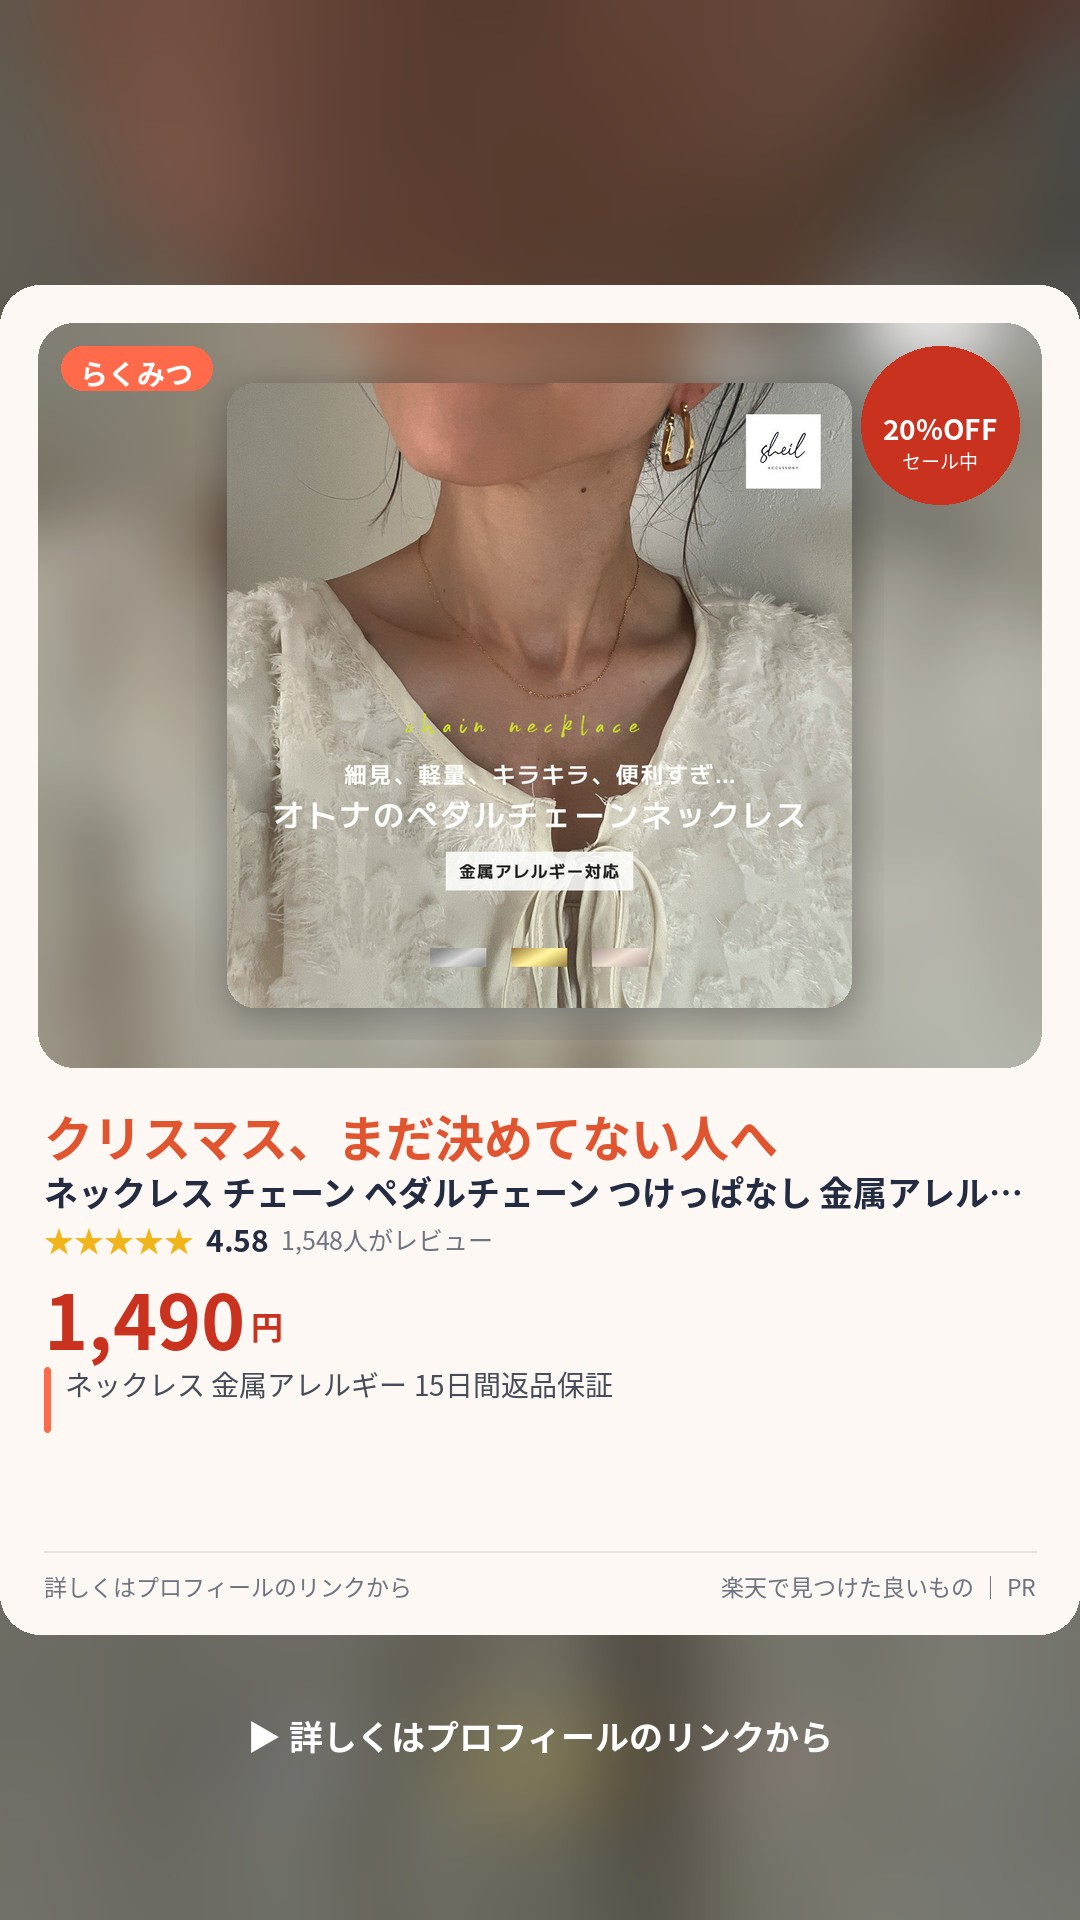 らくみつ
20%OFF
セール中
sheil
ACCESSORY
chain necklace
細見、軽量、キラキラ、便利すぎ...
オトナのペダルチェーンネックレス
金属アレルギー対応
クリスマス、まだ決めてない人へ
ネックレス チェーン ペダルチェーン つけっぱなし 金属アレル…
★★★★★ 4.58 1,548人がレビュー
1,490円
ネックレス 金属アレルギー 15日間返品保証
詳しくはプロフィールのリンクから
楽天で見つけた良いもの | PR
▶ 詳しくはプロフィールのリンクから